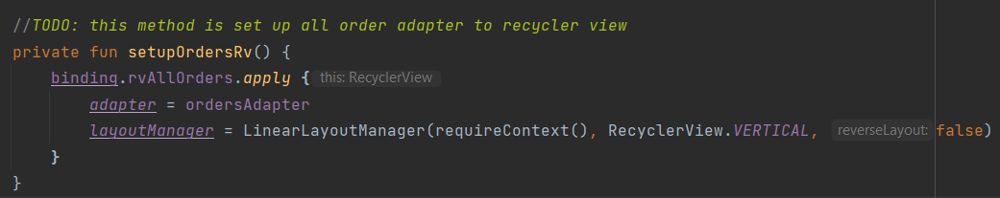 //TODO: this method is set up all order adapter to recycler view
private fun setupOrdersRv() {
binding.rvAllOrders.apply { this: RecyclerView
adapter = ordersAdapter
layoutManager = LinearLayoutManager(requireContext(), RecyclerView.VERTICAL, reverseLayout: false)
}
}